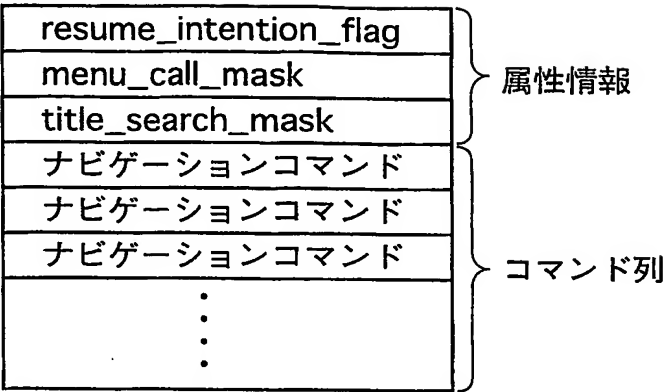 resume_intention_flag
menu_call_mask
title_search_mask
属性情報
ナビゲーションコマンド
ナビゲーションコマンド
ナビゲーションコマンド
コマンド列